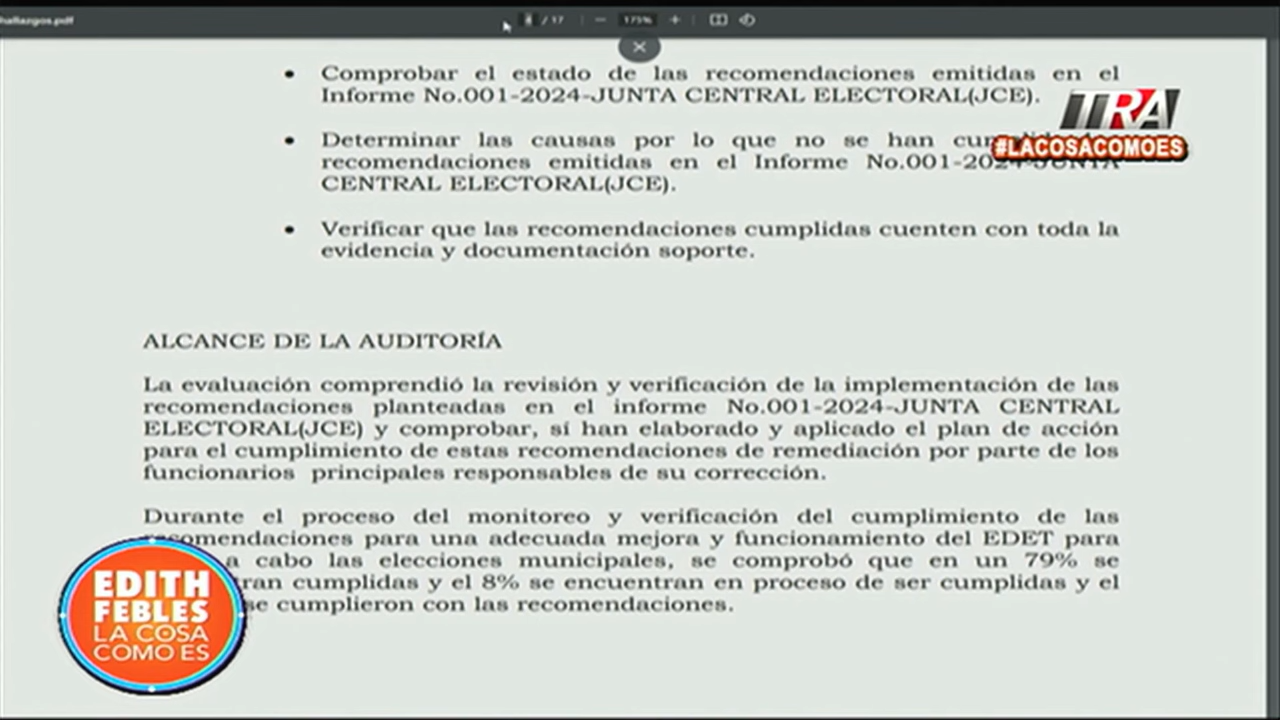 hallazgos.pdf
4 / 17
175%
• Comprobar el estado de las recomendaciones emitidas en el
Informe No.001-2024-JUNTA CENTRAL ELECTORAL(JCE).
TRA
#LACOSACOMOES
• Determinar las causas por lo que no se han
recomendaciones emitidas en el Informe No.001-2024-JUNTA
CENTRAL ELECTORAL(JCE).
• Verificar que las recomendaciones cumplidas cuenten con toda la
evidencia y documentación soporte.
ALCANCE DE LA AUDITORÍA
La evaluación comprendió la revisión y verificación de la implementación de las
recomendaciones planteadas en el informe No.001-2024-JUNTA CENTRAL
ELECTORAL(JCE) y comprobar, sí han elaborado y aplicado el plan de acción
para el cumplimiento de estas recomendaciones de remediación por parte de los
funcionarios principales responsables de su corrección.
Durante el proceso del monitoreo y verificación del cumplimiento de las
recomendaciones para una adecuada mejora y funcionamiento del EDET para
a cabo las elecciones municipales, se comprobó que en un 79% se
cumplidas y el 8% se encuentran en proceso de ser cumplidas y el
se cumplieron con las recomendaciones.
EDITH
FEBLES
LA COSA
COMO ES